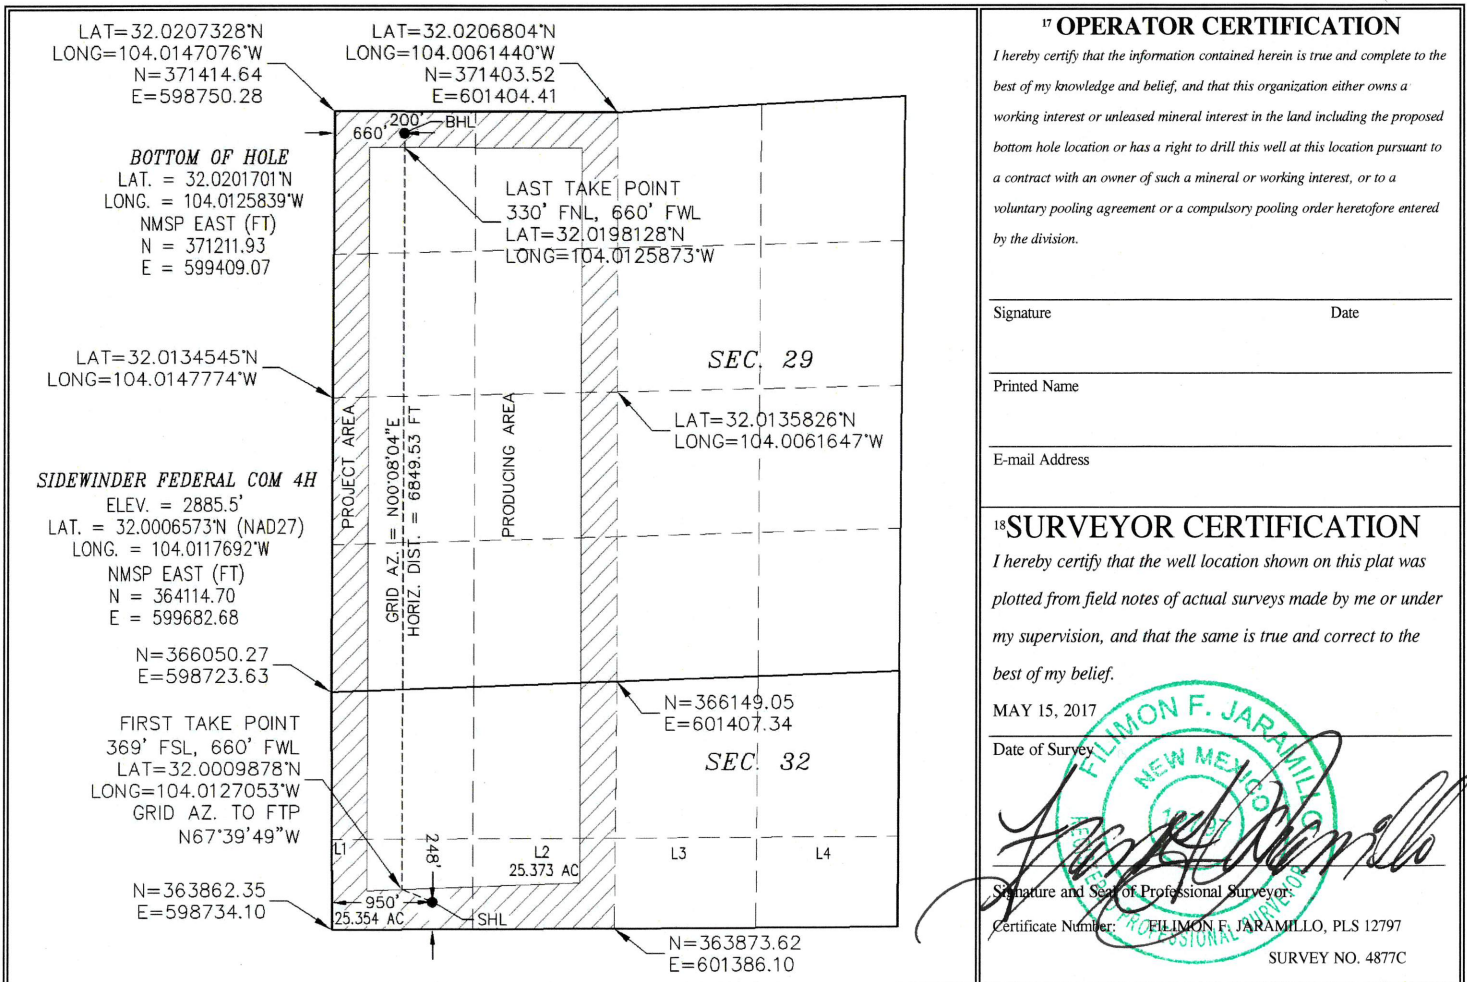 LAT=32.0207328°N
LONG=104.0147076°W
N=371414.64
E=598750.28
LAT=32.0206804°N
LONG=104.0061440°W
N=371403.52
E=601404.41
200'
660'
BHL
BOTTOM OF HOLE
LAT. = 32.0201701°N
LONG. = 104.0125839°W
NMSP EAST (FT)
N = 371211.93
E = 599409.07
LAST TAKE POINT
330' FNL, 660' FWL
LAT=32.0198128°N
LONG=104.0125873°W
LAT=32.0134545°N
LONG=104.0147774°W
SEC. 29
LAT=32.0135826°N
LONG=104.0061647°W
PROJECT AREA
GRID AZ. = N00°08'04"E
HORIZ. DIST. = 6849.53 FT
PRODUCING AREA
SIDEWINDER FEDERAL COM 4H
ELEV. = 2885.5'
LAT. = 32.0006573°N (NAD27)
LONG. = 104.0117692°W
NMSP EAST (FT)
N = 364114.70
E = 599682.68
N=366050.27
E=598723.63
N=366149.05
E=601407.34
FIRST TAKE POINT
369' FSL, 660' FWL
LAT=32.0009878°N
LONG=104.0127053°W
GRID AZ. TO FTP
N67°39'49"W
SEC. 32
L1
248'
L2
25.373 AC
L3
L4
N=363862.35
E=598734.10
950'
25.354 AC
SHL
N=363873.62
E=601386.10
17 OPERATOR CERTIFICATION
I hereby certify that the information contained herein is true and complete to the
best of my knowledge and belief, and that this organization either owns a
working interest or unleased mineral interest in the land including the proposed
bottom hole location or has a right to drill this well at this location pursuant to
a contract with an owner of such a mineral or working interest, or to a
voluntary pooling agreement or a compulsory pooling order heretofore entered
by the division.
Signature Date
Printed Name
E-mail Address
18 SURVEYOR CERTIFICATION
I hereby certify that the well location shown on this plat was
plotted from field notes of actual surveys made by me or under
my supervision, and that the same is true and correct to the
best of my belief.
MAY 15, 2017
Date of Survey
FILIMON F. JARAMILLO
NEW MEXICO
12797
REGISTERED PROFESSIONAL SURVEYOR
Signature and Seal of Professional Surveyor:
Certificate Number: FILIMON F. JARAMILLO, PLS 12797
SURVEY NO. 4877C